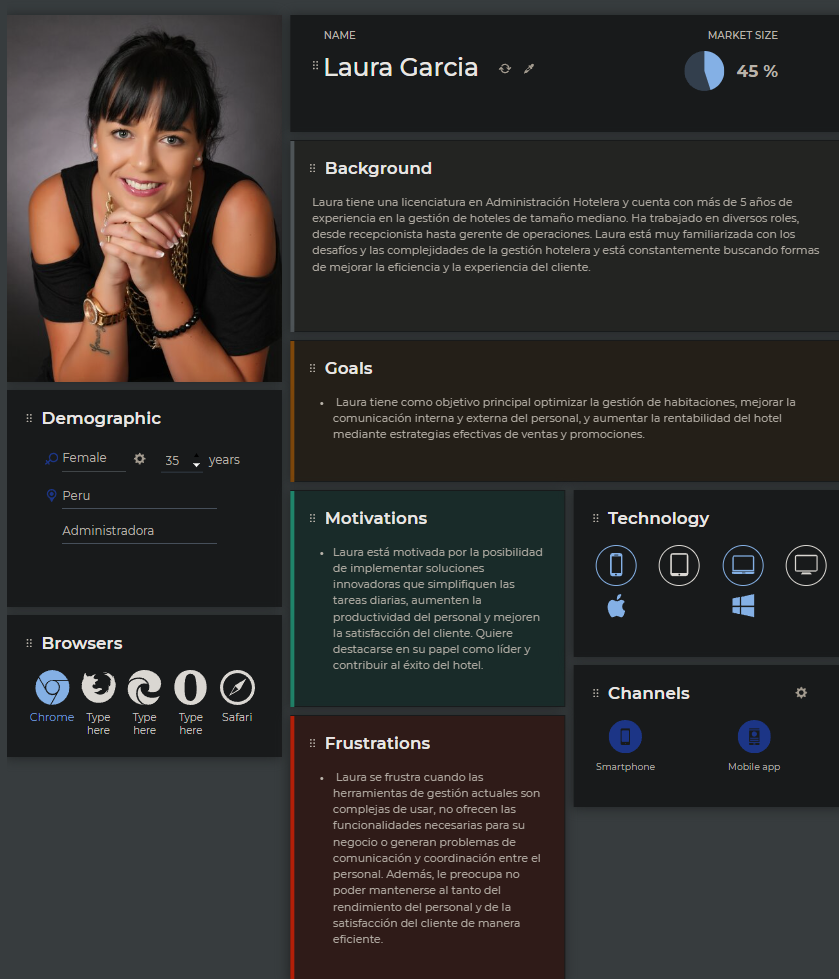 NAME
Laura Garcia
MARKET SIZE
45 %
Background
Laura tiene una licenciatura en Administración Hotelera y cuenta con más de 5 años de
experiencia en la gestión de hoteles de tamaño mediano. Ha trabajado en diversos roles,
desde recepcionista hasta gerente de operaciones. Laura está muy familiarizada con los
desafíos y las complejidades de la gestión hotelera y está constantemente buscando formas
de mejorar la eficiencia y la experiencia del cliente.
Goals
• Laura tiene como objetivo principal optimizar la gestión de habitaciones, mejorar la
comunicación interna y externa del personal, y aumentar la rentabilidad del hotel
mediante estrategias efectivas de ventas y promociones.
Demographic
Female 35 years
Peru
Administradora
Browsers
Chrome
Type
here
Type
here
Type
here
Safari
Motivations
• Laura está motivada por la posibilidad
de implementar soluciones
innovadoras que simplifiquen las
tareas diarias, aumenten la
productividad del personal y mejoren
la satisfacción del cliente. Quiere
destacarse en su papel como líder y
contribuir al éxito del hotel.
Frustrations
• Laura se frustra cuando las
herramientas de gestión actuales son
complejas de usar, no ofrecen las
funcionalidades necesarias para su
negocio o generan problemas de
comunicación y coordinación entre el
personal. Además, le preocupa no
poder mantenerse al tanto del
rendimiento del personal y de la
satisfacción del cliente de manera
eficiente.
Technology
Channels
Smartphone
Mobile app